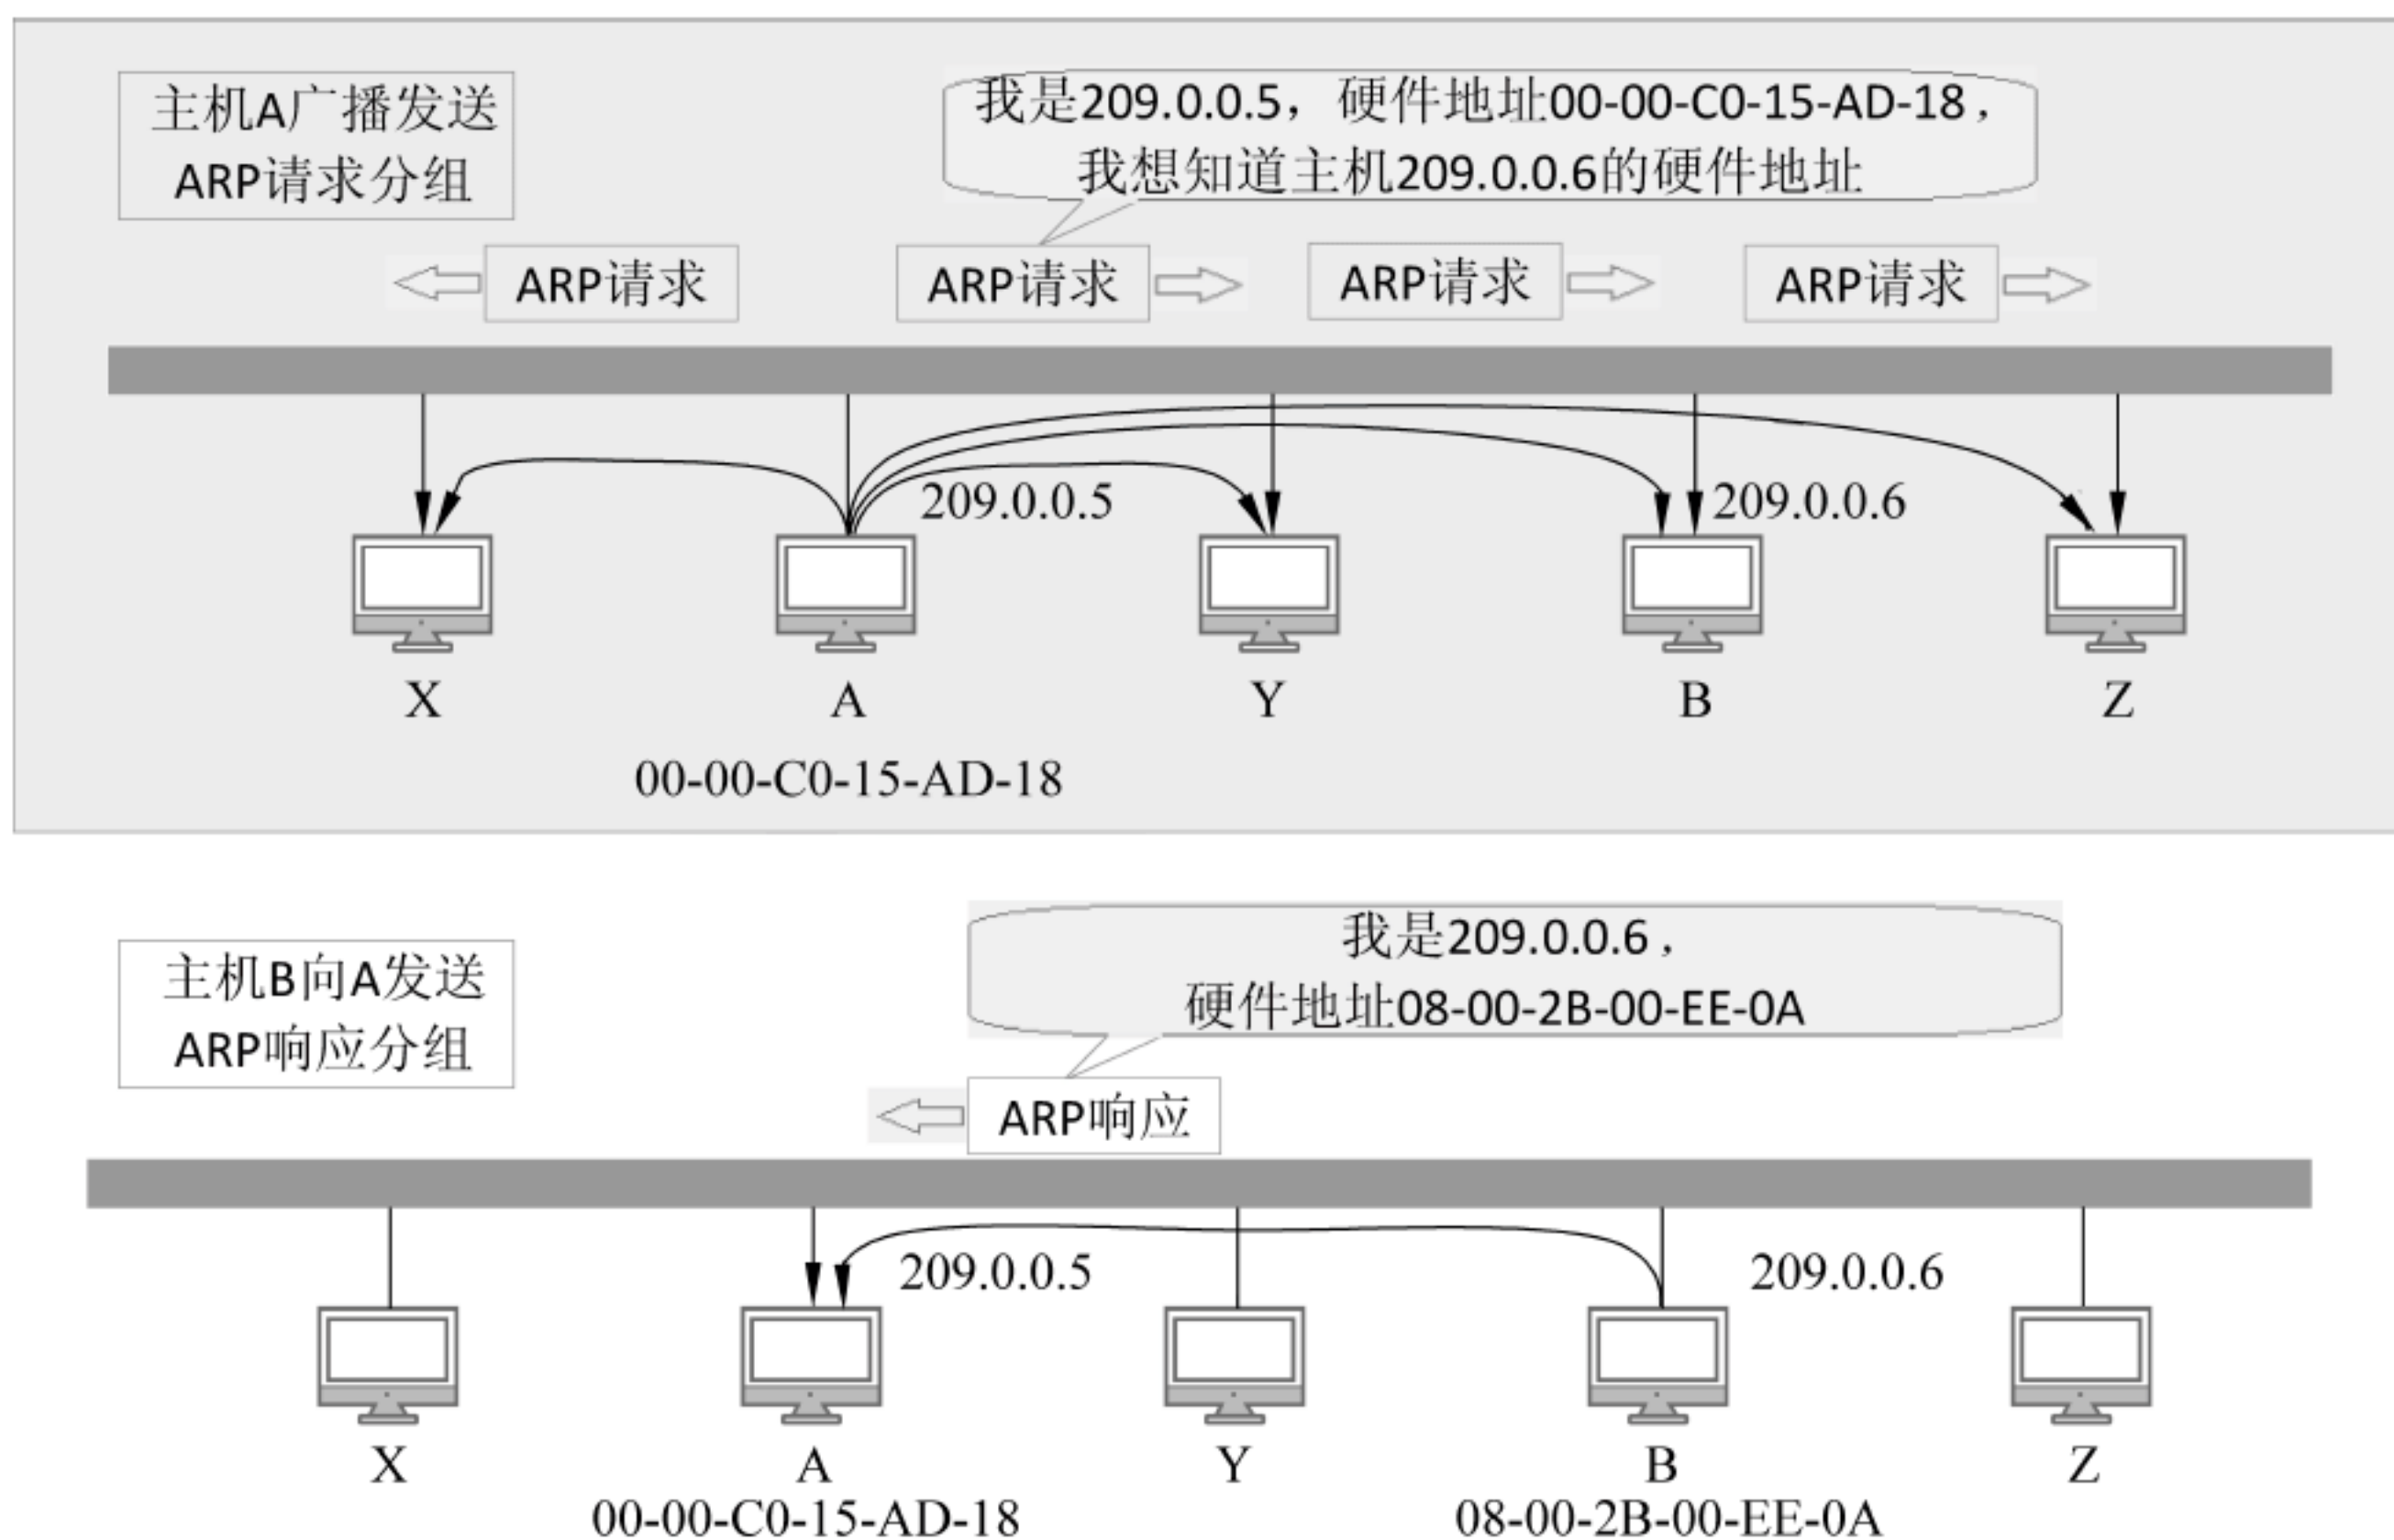 主机A广播发送
ARP请求分组
我是209.0.0.5，硬件地址00-00-C0-15-AD-18，
我想知道主机209.0.0.6的硬件地址
ARP请求
ARP请求
ARP请求
ARP请求
209.0.0.5
209.0.0.6
X
A
Y
B
Z
00-00-C0-15-AD-18
主机B向A发送
ARP响应分组
我是209.0.0.6，
硬件地址08-00-2B-00-EE-0A
ARP响应
209.0.0.5
209.0.0.6
X
A
Y
B
Z
00-00-C0-15-AD-18
08-00-2B-00-EE-0A